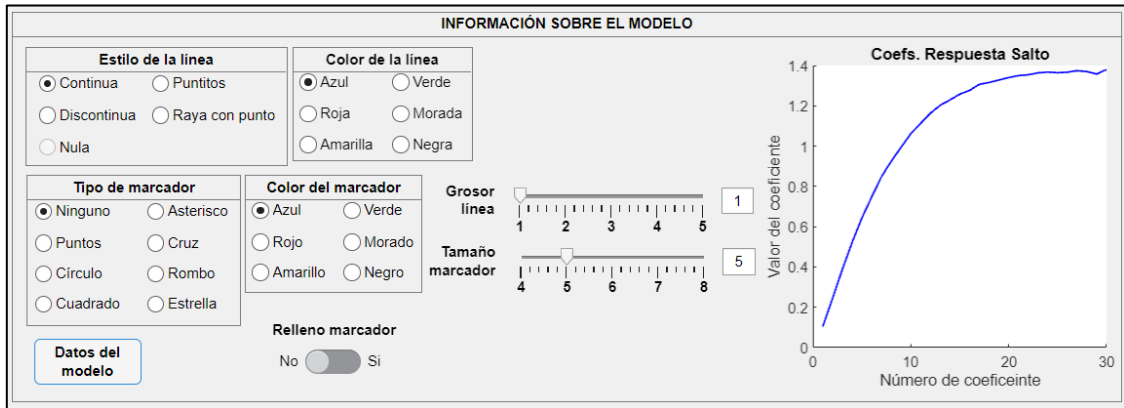 INFORMACIÓN SOBRE EL MODELO
Estilo de la línea
Continua Puntitos
Discontinua Raya con punto
Nula
Color de la línea
Azul Verde
Roja Morada
Amarilla Negra
Tipo de marcador
Ninguno Asterisco
Puntos Cruz
Círculo Rombo
Cuadrado Estrella
Color del marcador
Azul Verde
Rojo Morado
Amarillo Negro
Grosor
línea
1 2 3 4 5
1
Tamaño
marcador
4 5 6 7 8
5
Datos del
modelo
Relleno marcador
No Si
Coefs. Respuesta Salto
Valor del coeficiente
1.4
1.2
1
0.8
0.6
0.4
0.2
0
0 10 20 30
Número de coeficeinte